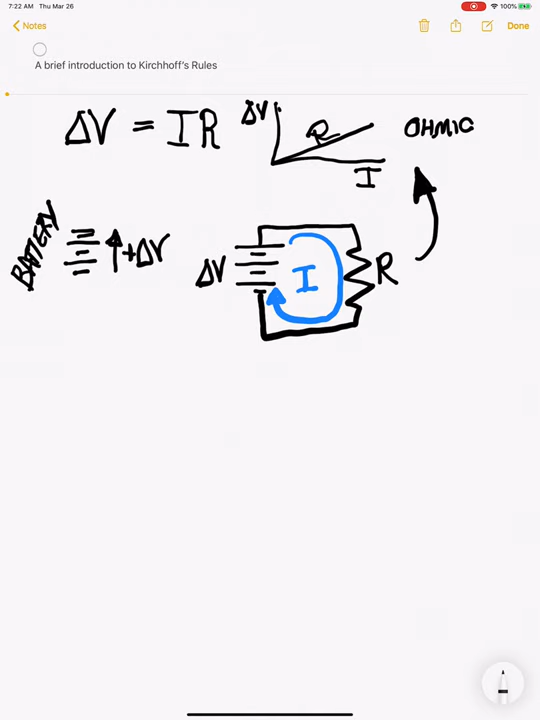 7:22 AM Thu Mar 26
100%
Notes
Done
A brief introduction to Kirchhoff's Rules
ΔV = IR
ΔV
R
I
OHMIC
BATTERY
+ΔV
ΔV
I
R